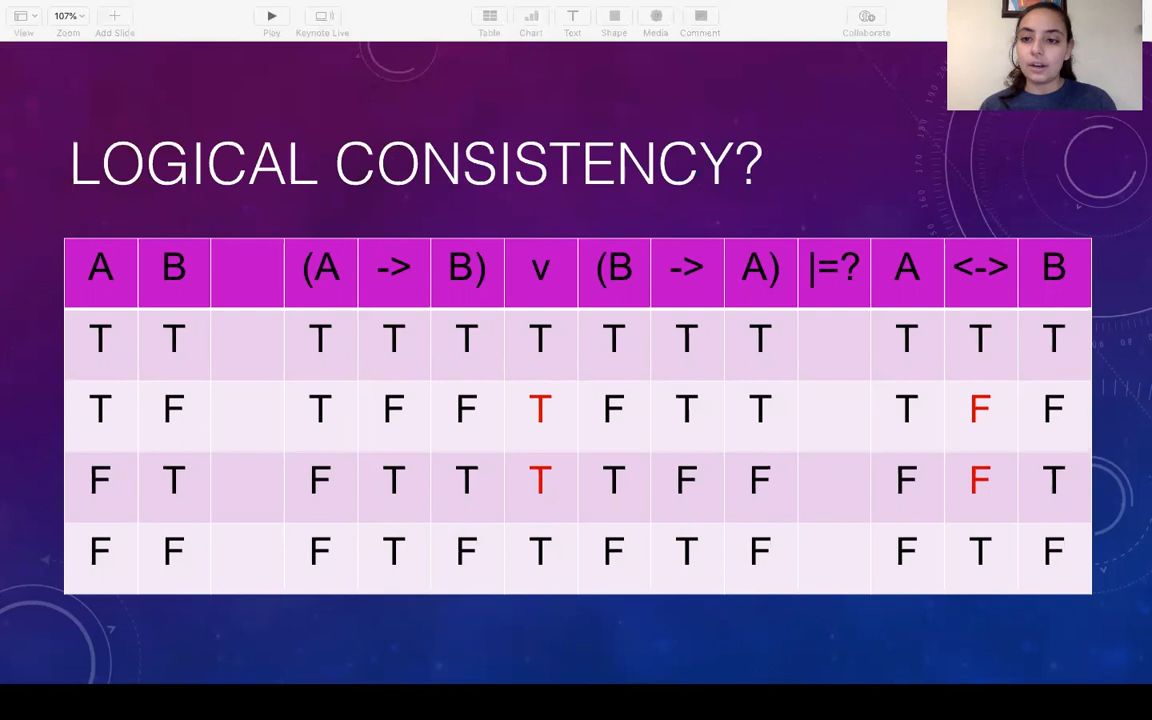 107%
View Zoom Add Slide Play Keynote Live Table Chart Text Shape Media Comment Collaborate
LOGICAL CONSISTENCY?
A B (A -> B) v (B -> A) |=? A <-> B
T T T T T T T T T T T T
T F T F F T F T T T F F
F T F T T T T F F F F T
F F F T F T F T F F T F